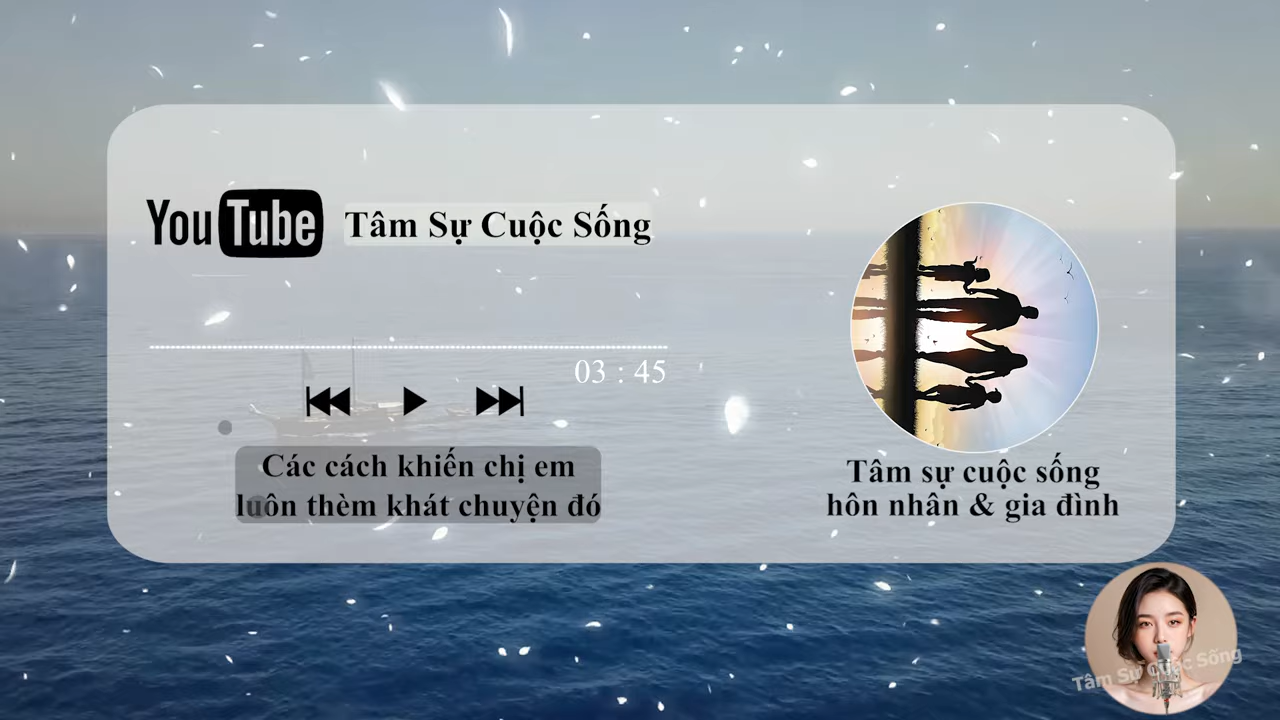 YouTube
Tâm Sự Cuộc Sống
03 : 45
Các cách khiến chị em
luôn thèm khát chuyện đó
Tâm sự cuộc sống
hôn nhân & gia đình
Tâm Sự Cuộc Sống